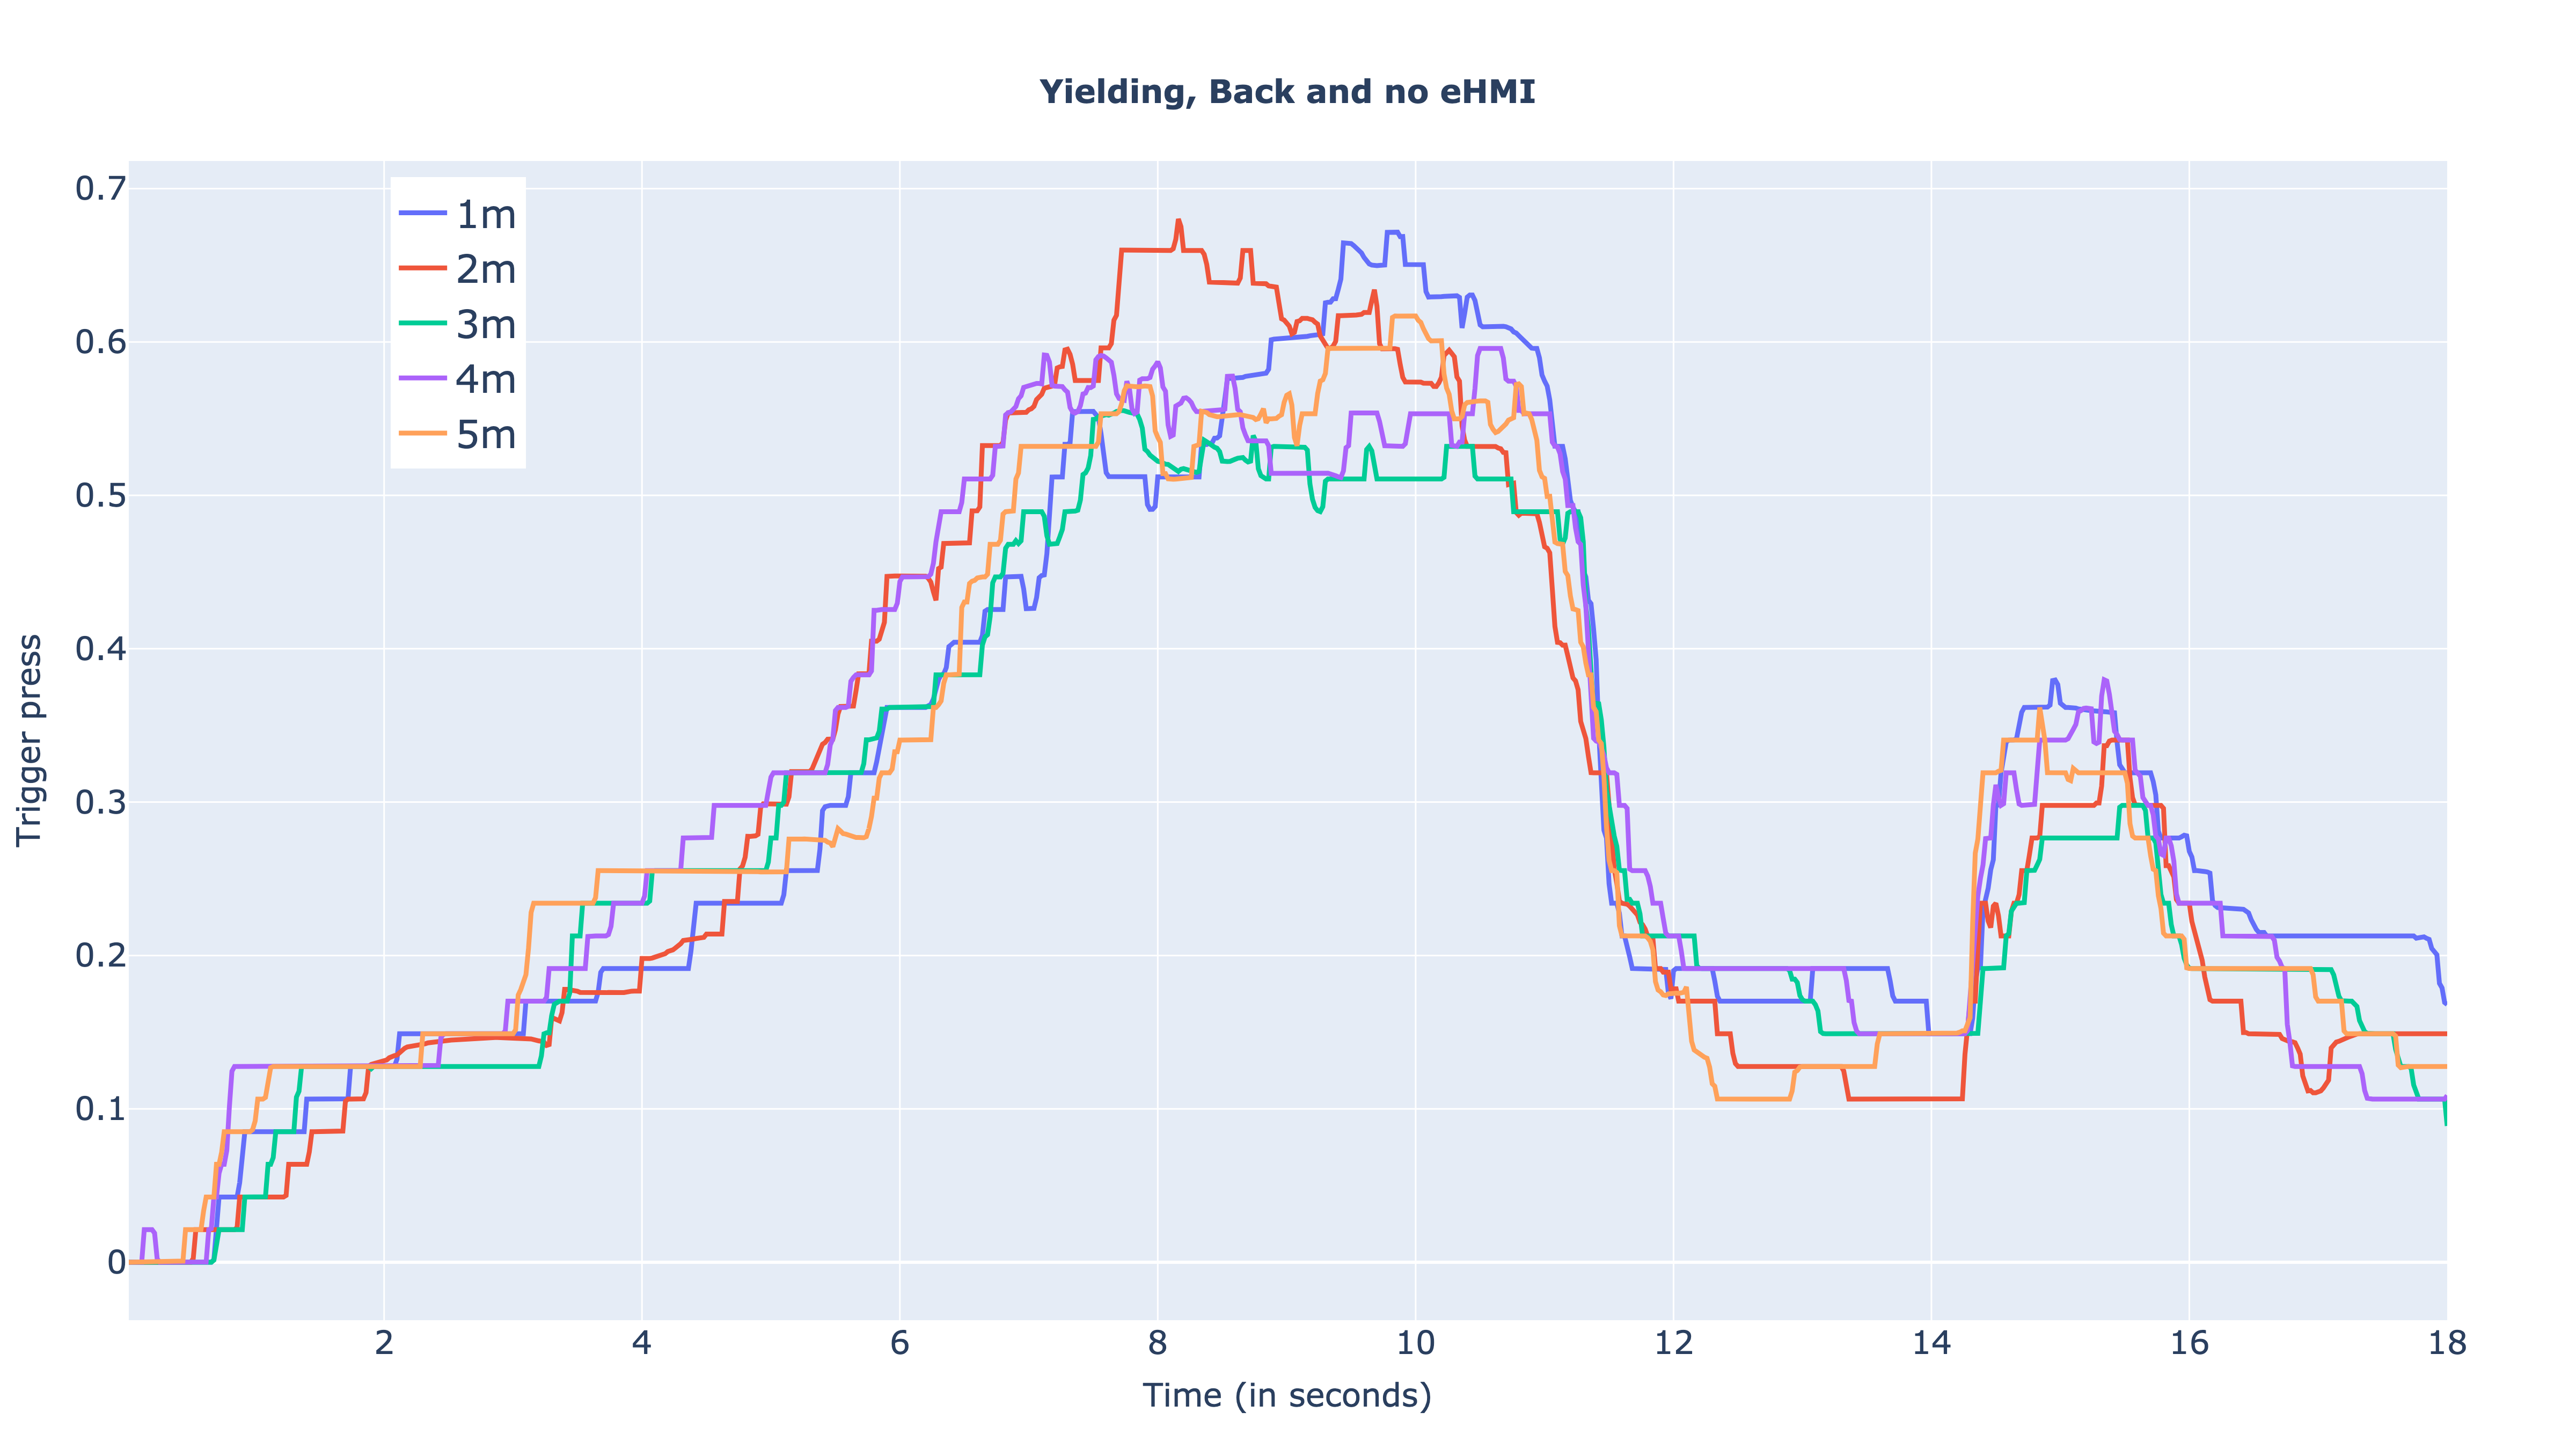 Yielding, Back and no eHMI
0.7
0.6
0.5
0.4
0.3
0.2
0.1
0
Trigger press
1m
2m
3m
4m
5m
2
4
6
8
10
12
14
16
18
Time (in seconds)